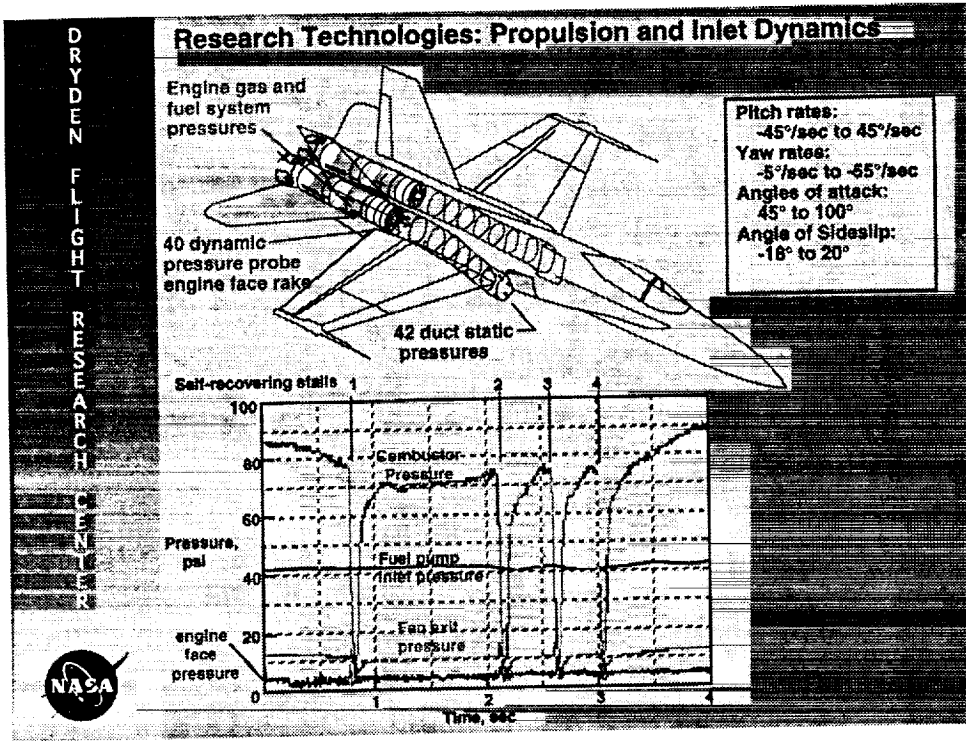 DRYDEN FLIGHT RESEARCH CENTER
Research Technologies: Propulsion and Inlet Dynamics
Engine gas and
fuel system
pressures
Pitch rates:
-45°/sec to 45°/sec
Yaw rates:
-5°/sec to -55°/sec
Angles of attack:
45° to 100°
Angle of Sideslip:
-18° to 20°
40 dynamic
pressure probe
engine face rake
42 duct static
pressures
Self-recovering stalls
1 2 3 4
100
80
60
40
20
0
Pressure,
psi
Combustor
Pressure
Fuel pump
inlet pressure
Fan exit
pressure
engine
face
pressure
1 2 3 4
Time, sec
NASA